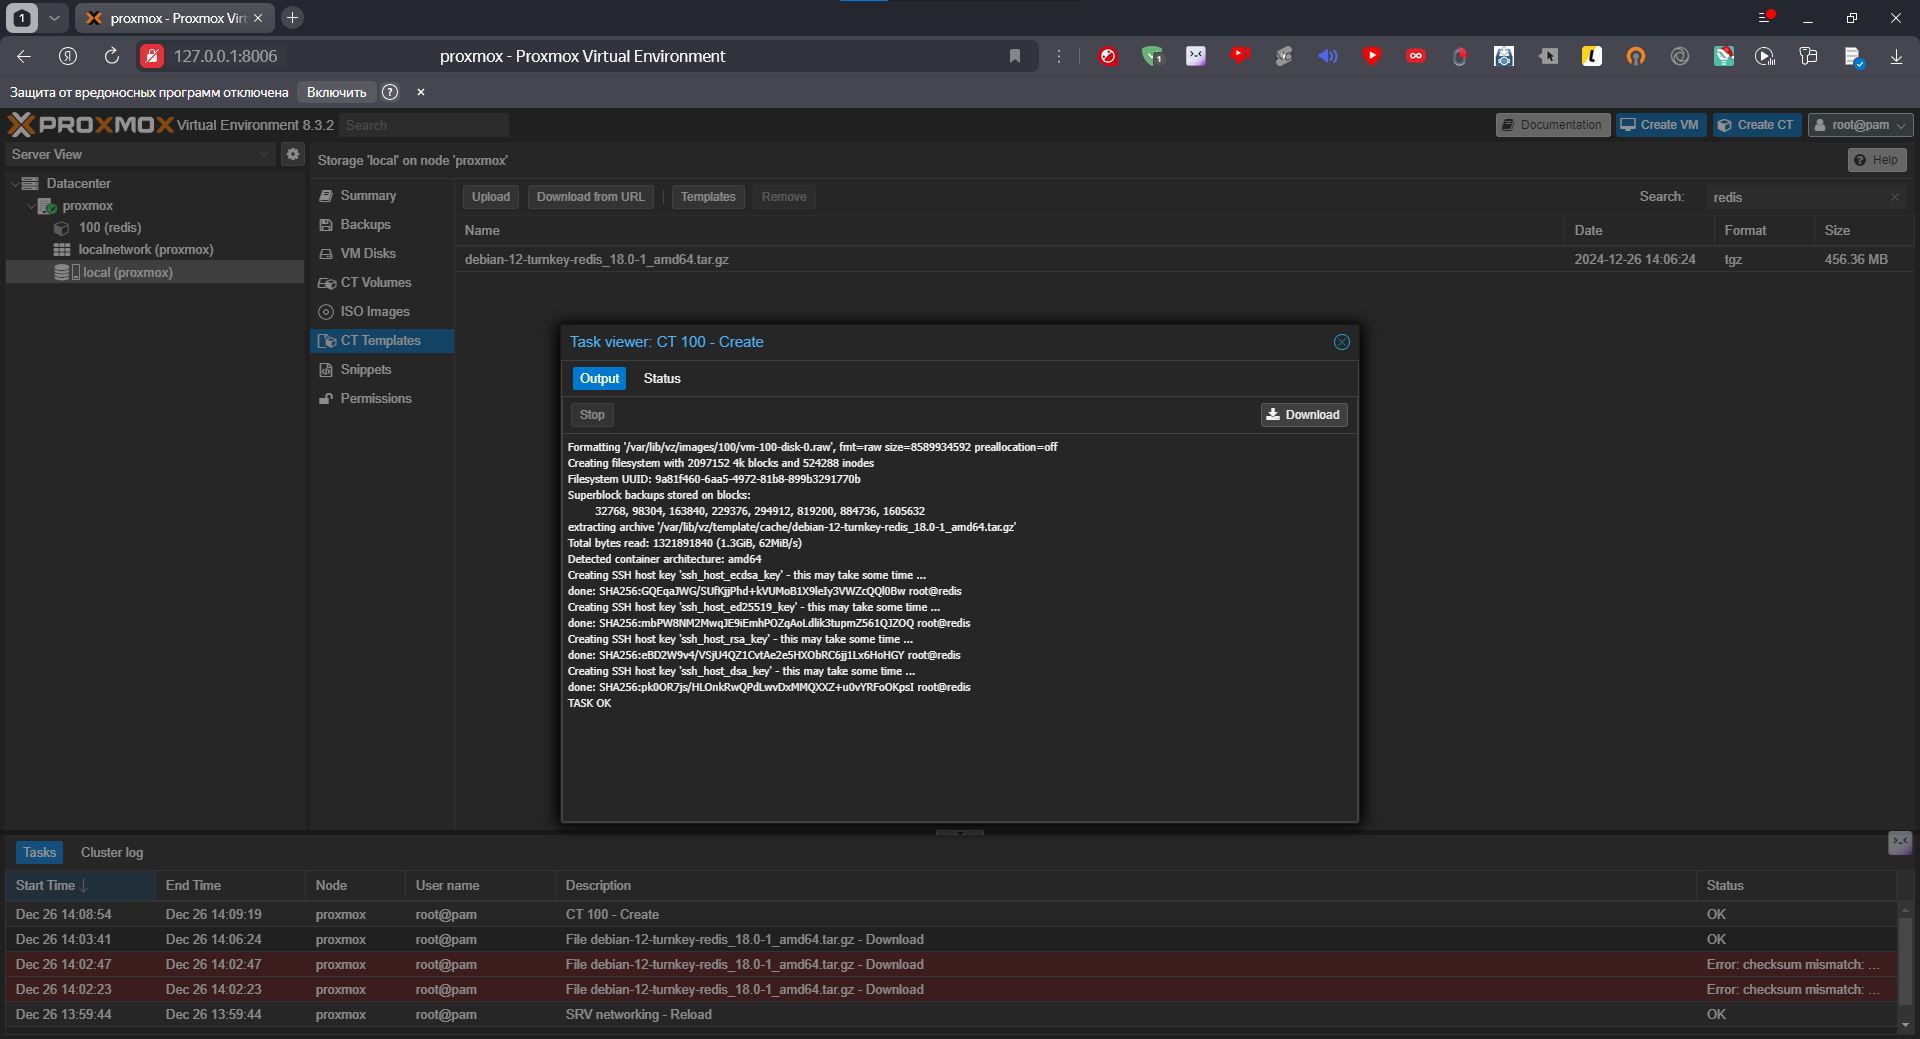 1
proxmox - Proxmox Virt
127.0.0.1:8006
proxmox - Proxmox Virtual Environment
Защита от вредоносных программ отключена
Включить
PROXMOX Virtual Environment 8.3.2
Search
Documentation
Create VM
Create CT
root@pam
Server View
Storage 'local' on node 'proxmox'
Help
Datacenter
proxmox
100 (redis)
localnetwork (proxmox)
local (proxmox)
Summary
Backups
VM Disks
CT Volumes
ISO Images
CT Templates
Snippets
Permissions
Upload
Download from URL
Templates
Remove
Search:
redis
Name
Date
Format
Size
debian-12-turnkey-redis_18.0-1_amd64.tar.gz
2024-12-26 14:06:24
tgz
456.36 MB
Task viewer: CT 100 - Create
Output
Status
Stop
Download
Formatting '/var/lib/vz/images/100/vm-100-disk-0.raw', fmt=raw size=8589934592 preallocation=off
Creating filesystem with 2097152 4k blocks and 524288 inodes
Filesystem UUID: 9a81f460-6aa5-4972-81b8-899b3291770b
Superblock backups stored on blocks:
32768, 98304, 163840, 229376, 294912, 819200, 884736, 1605632
extracting archive '/var/lib/vz/template/cache/debian-12-turnkey-redis_18.0-1_amd64.tar.gz'
Total bytes read: 1321891840 (1.3GiB, 62MiB/s)
Detected container architecture: amd64
Creating SSH host key 'ssh_host_ecdsa_key' - this may take some time ...
done: SHA256:GQEqaJWG/SUfKjjPhd+kVUMoB1X9leIy3VWZcQQl0Bw root@redis
Creating SSH host key 'ssh_host_ed25519_key' - this may take some time ...
done: SHA256:mbPW8NM2MwqJE9iEmhPOZqAoLdlik3tupmZ561QJZOQ root@redis
Creating SSH host key 'ssh_host_rsa_key' - this may take some time ...
done: SHA256:eBD2W9v4/VSjU4QZ1CvtAe2e5HXObRC6jj1Lx6HoHGY root@redis
Creating SSH host key 'ssh_host_dsa_key' - this may take some time ...
done: SHA256:pk0OR7js/HLOnkRwQPdLwvDxMMQXXZ+u0vYRFoOKpsI root@redis
TASK OK
Tasks
Cluster log
Start Time
End Time
Node
User name
Description
Status
Dec 26 14:08:54
Dec 26 14:09:19
proxmox
root@pam
CT 100 - Create
OK
Dec 26 14:03:41
Dec 26 14:06:24
proxmox
root@pam
File debian-12-turnkey-redis_18.0-1_amd64.tar.gz - Download
OK
Dec 26 14:02:47
Dec 26 14:02:47
proxmox
root@pam
File debian-12-turnkey-redis_18.0-1_amd64.tar.gz - Download
Error: checksum mismatch: ...
Dec 26 14:02:23
Dec 26 14:02:23
proxmox
root@pam
File debian-12-turnkey-redis_18.0-1_amd64.tar.gz - Download
Error: checksum mismatch: ...
Dec 26 13:59:44
Dec 26 13:59:44
proxmox
root@pam
SRV networking - Reload
OK